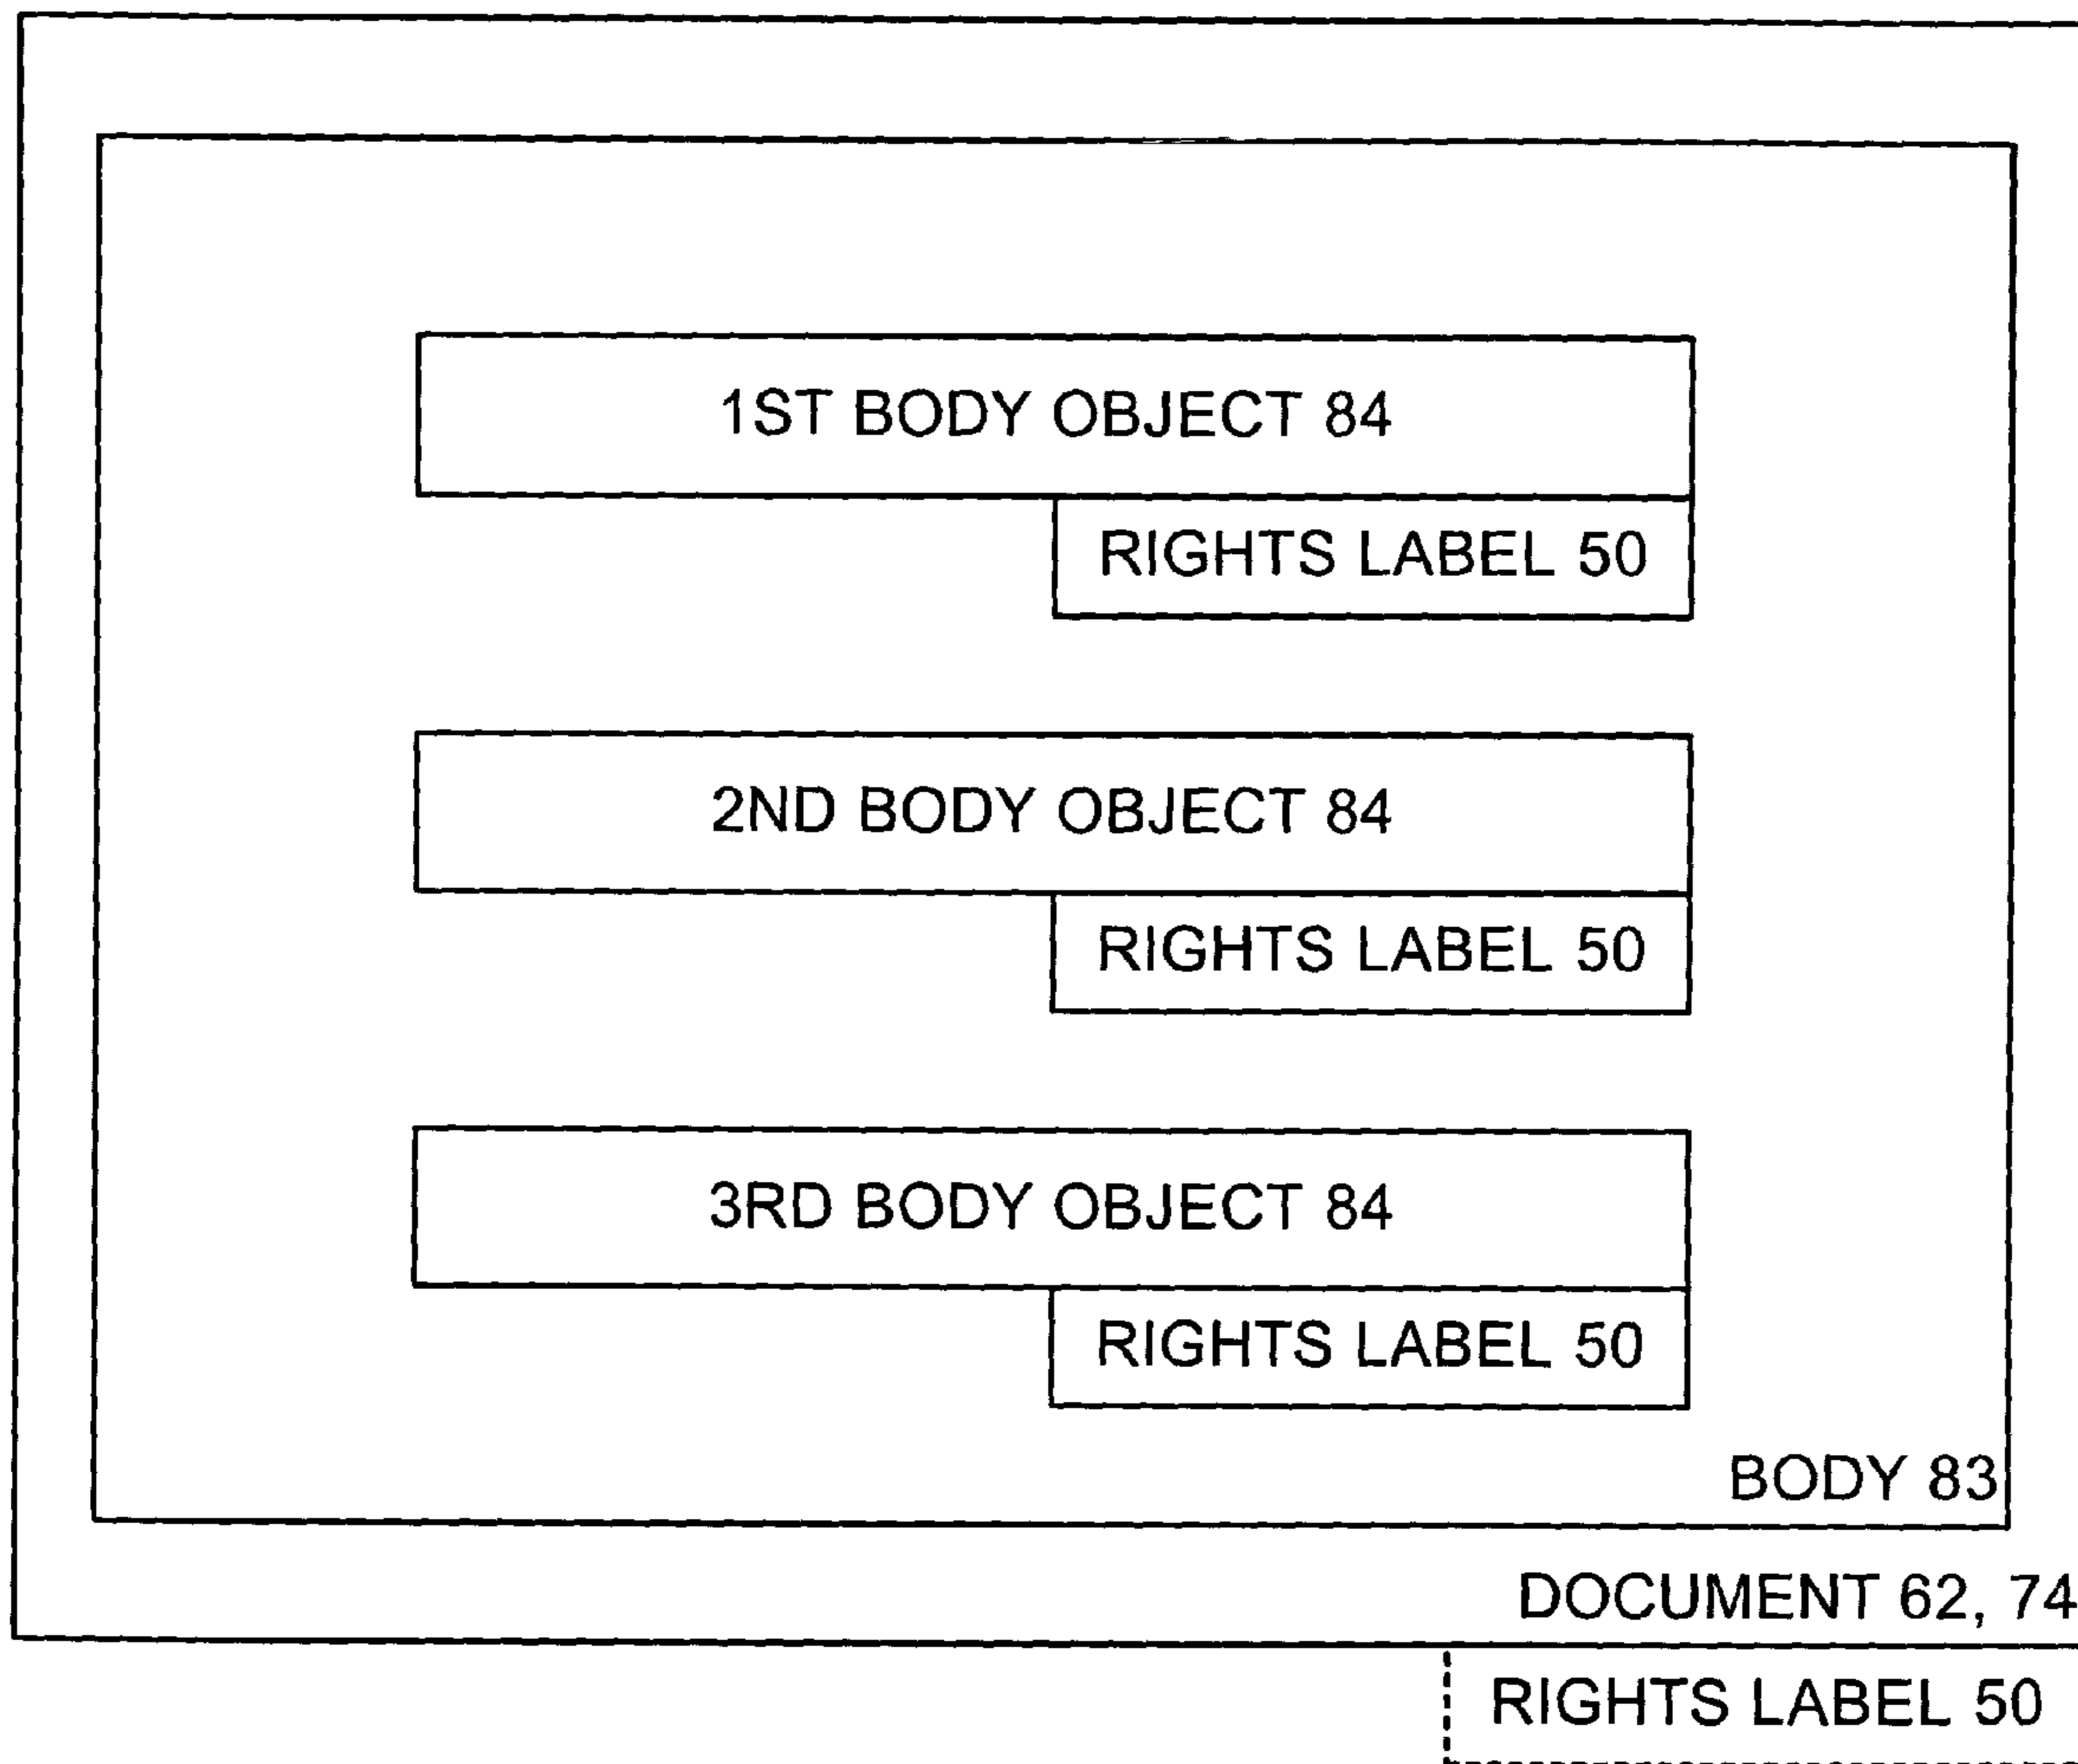 1ST BODY OBJECT 84
RIGHTS LABEL 50
2ND BODY OBJECT 84
RIGHTS LABEL 50
3RD BODY OBJECT 84
RIGHTS LABEL 50
BODY 83
DOCUMENT 62, 74
RIGHTS LABEL 50